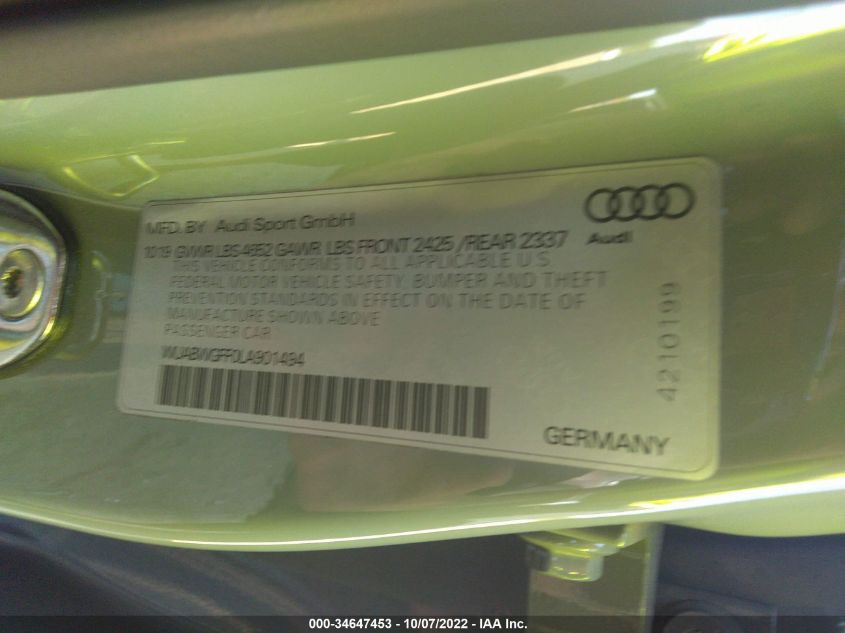 MFD. BY Audi Sport GmbH
10.19 GVWR LBS 4652 GAWR LBS FRONT 2425 /REAR 2337
THIS VEHICLE CONFORMS TO ALL APPLICABLE U.S.
FEDERAL MOTOR VEHICLE SAFETY, BUMPER AND THEFT
PREVENTION STANDARDS IN EFFECT ON THE DATE OF
MANUFACTURE SHOWN ABOVE
PASSENGER CAR
WUABWGFF0LA901494
Audi
4210199
GERMANY
000-34647453 - 10/07/2022 - IAA Inc.